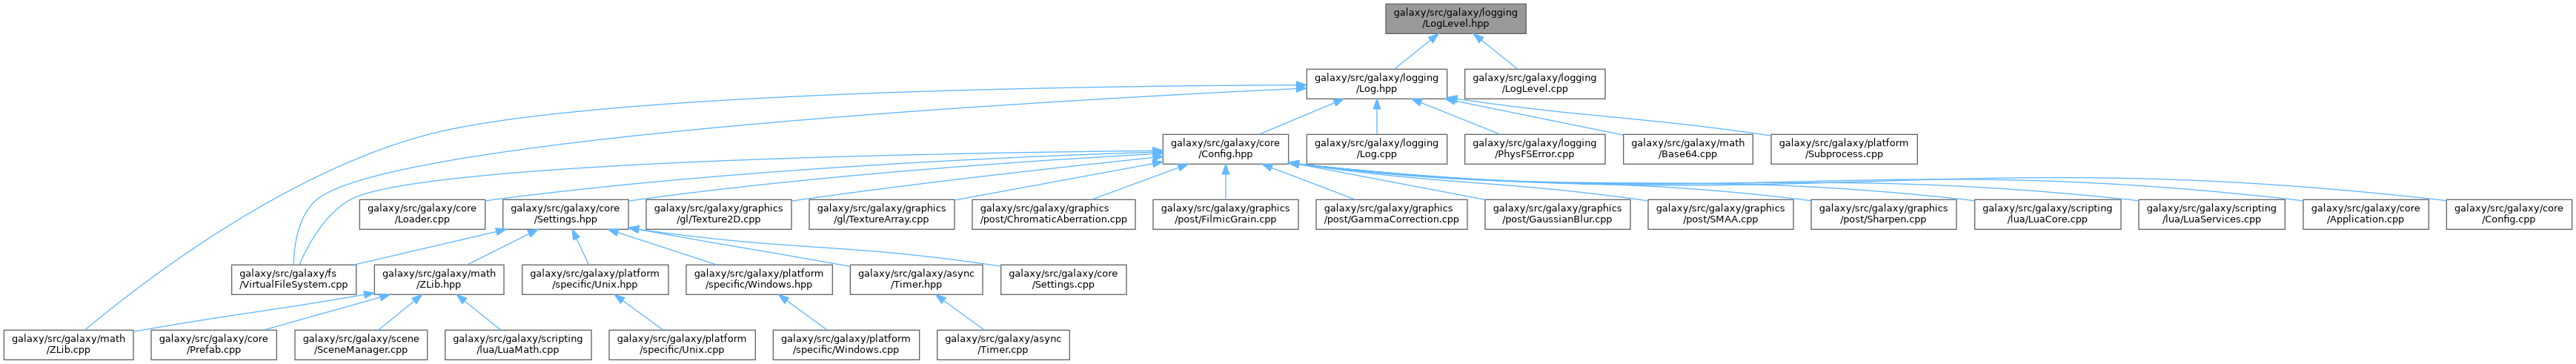 galaxy/src/galaxy/logging
/LogLevel.hpp
galaxy/src/galaxy/logging
/Log.hpp
galaxy/src/galaxy/logging
/LogLevel.cpp
galaxy/src/galaxy/core
/Config.hpp
galaxy/src/galaxy/logging
/Log.cpp
galaxy/src/galaxy/logging
/PhysFSError.cpp
galaxy/src/galaxy/math
/Base64.cpp
galaxy/src/galaxy/platform
/Subprocess.cpp
galaxy/src/galaxy/core
/Loader.cpp
galaxy/src/galaxy/core
/Settings.hpp
galaxy/src/galaxy/graphics
/gl/Texture2D.cpp
galaxy/src/galaxy/graphics
/gl/TextureArray.cpp
galaxy/src/galaxy/graphics
/post/ChromaticAberration.cpp
galaxy/src/galaxy/graphics
/post/FilmicGrain.cpp
galaxy/src/galaxy/graphics
/post/GammaCorrection.cpp
galaxy/src/galaxy/graphics
/post/GaussianBlur.cpp
galaxy/src/galaxy/graphics
/post/SMAA.cpp
galaxy/src/galaxy/graphics
/post/Sharpen.cpp
galaxy/src/galaxy/scripting
/lua/LuaCore.cpp
galaxy/src/galaxy/scripting
/lua/LuaServices.cpp
galaxy/src/galaxy/core
/Application.cpp
galaxy/src/galaxy/core
/Config.cpp
galaxy/src/galaxy/fs
/VirtualFileSystem.cpp
galaxy/src/galaxy/math
/ZLib.hpp
galaxy/src/galaxy/platform
/specific/Unix.hpp
galaxy/src/galaxy/platform
/specific/Windows.hpp
galaxy/src/galaxy/async
/Timer.hpp
galaxy/src/galaxy/core
/Settings.cpp
galaxy/src/galaxy/math
/ZLib.cpp
galaxy/src/galaxy/core
/Prefab.cpp
galaxy/src/galaxy/scene
/SceneManager.cpp
galaxy/src/galaxy/scripting
/lua/LuaMath.cpp
galaxy/src/galaxy/platform
/specific/Unix.cpp
galaxy/src/galaxy/platform
/specific/Windows.cpp
galaxy/src/galaxy/async
/Timer.cpp